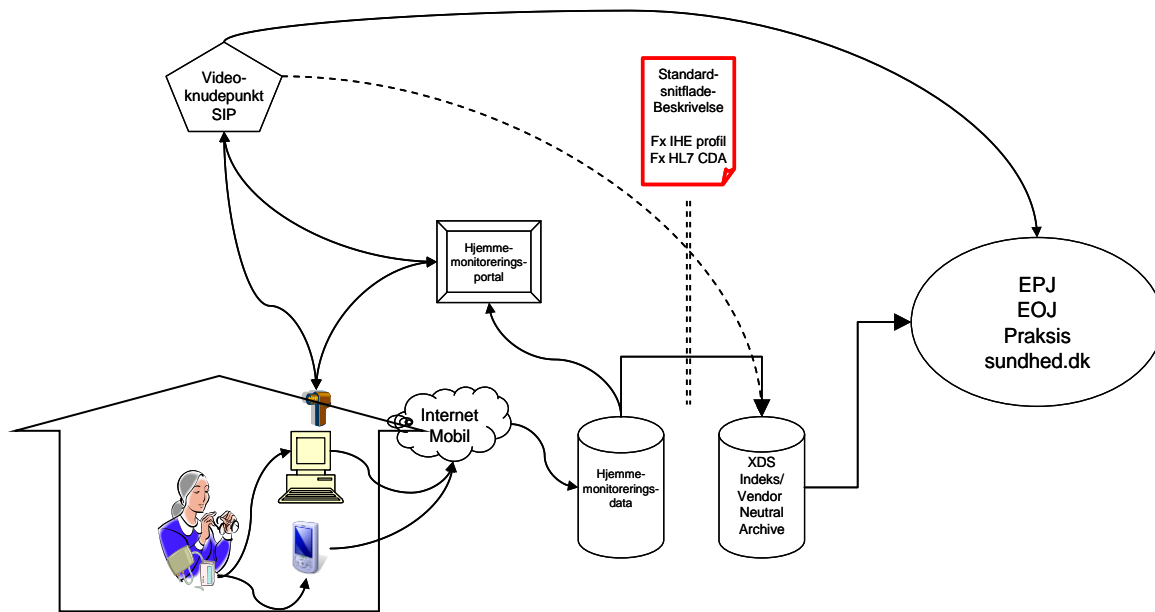 Video-
knudepunkt
SIP
Standard-
snitflade-
Beskrivelse
Fx IHE profil
Fx HL7 CDA
Hjemme-
monitorerings-
portal
EPJ
EOJ
Praksis
sundhed.dk
Internet
Mobil
Hjemme-
monitorerings-
data
XDS
Indeks/
Vendor
Neutral
Archive